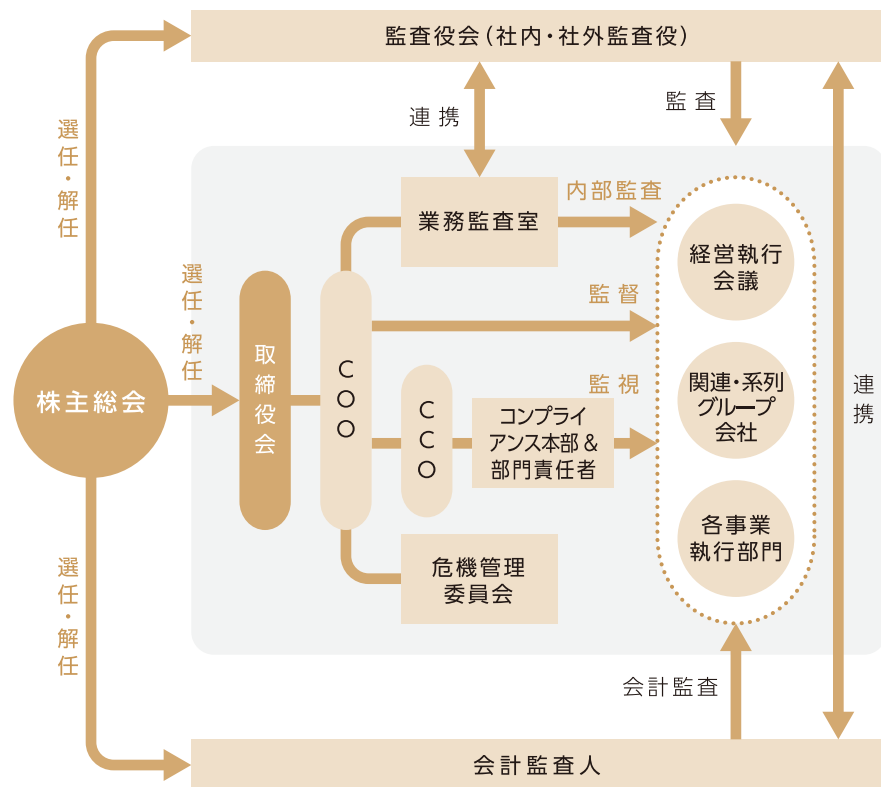 監査役会（社内・社外監査役）
連携
監査
選任・解任
選任・解任
業務監査室
内部監査
経営執行
会議
監督
取締役会
COO
株主総会
CCO
監視
コンプライ
アンス本部＆
部門責任者
関連・系列
グループ
会社
連携
各事業
執行部門
危機管理
委員会
選任・解任
会計監査
会計監査人